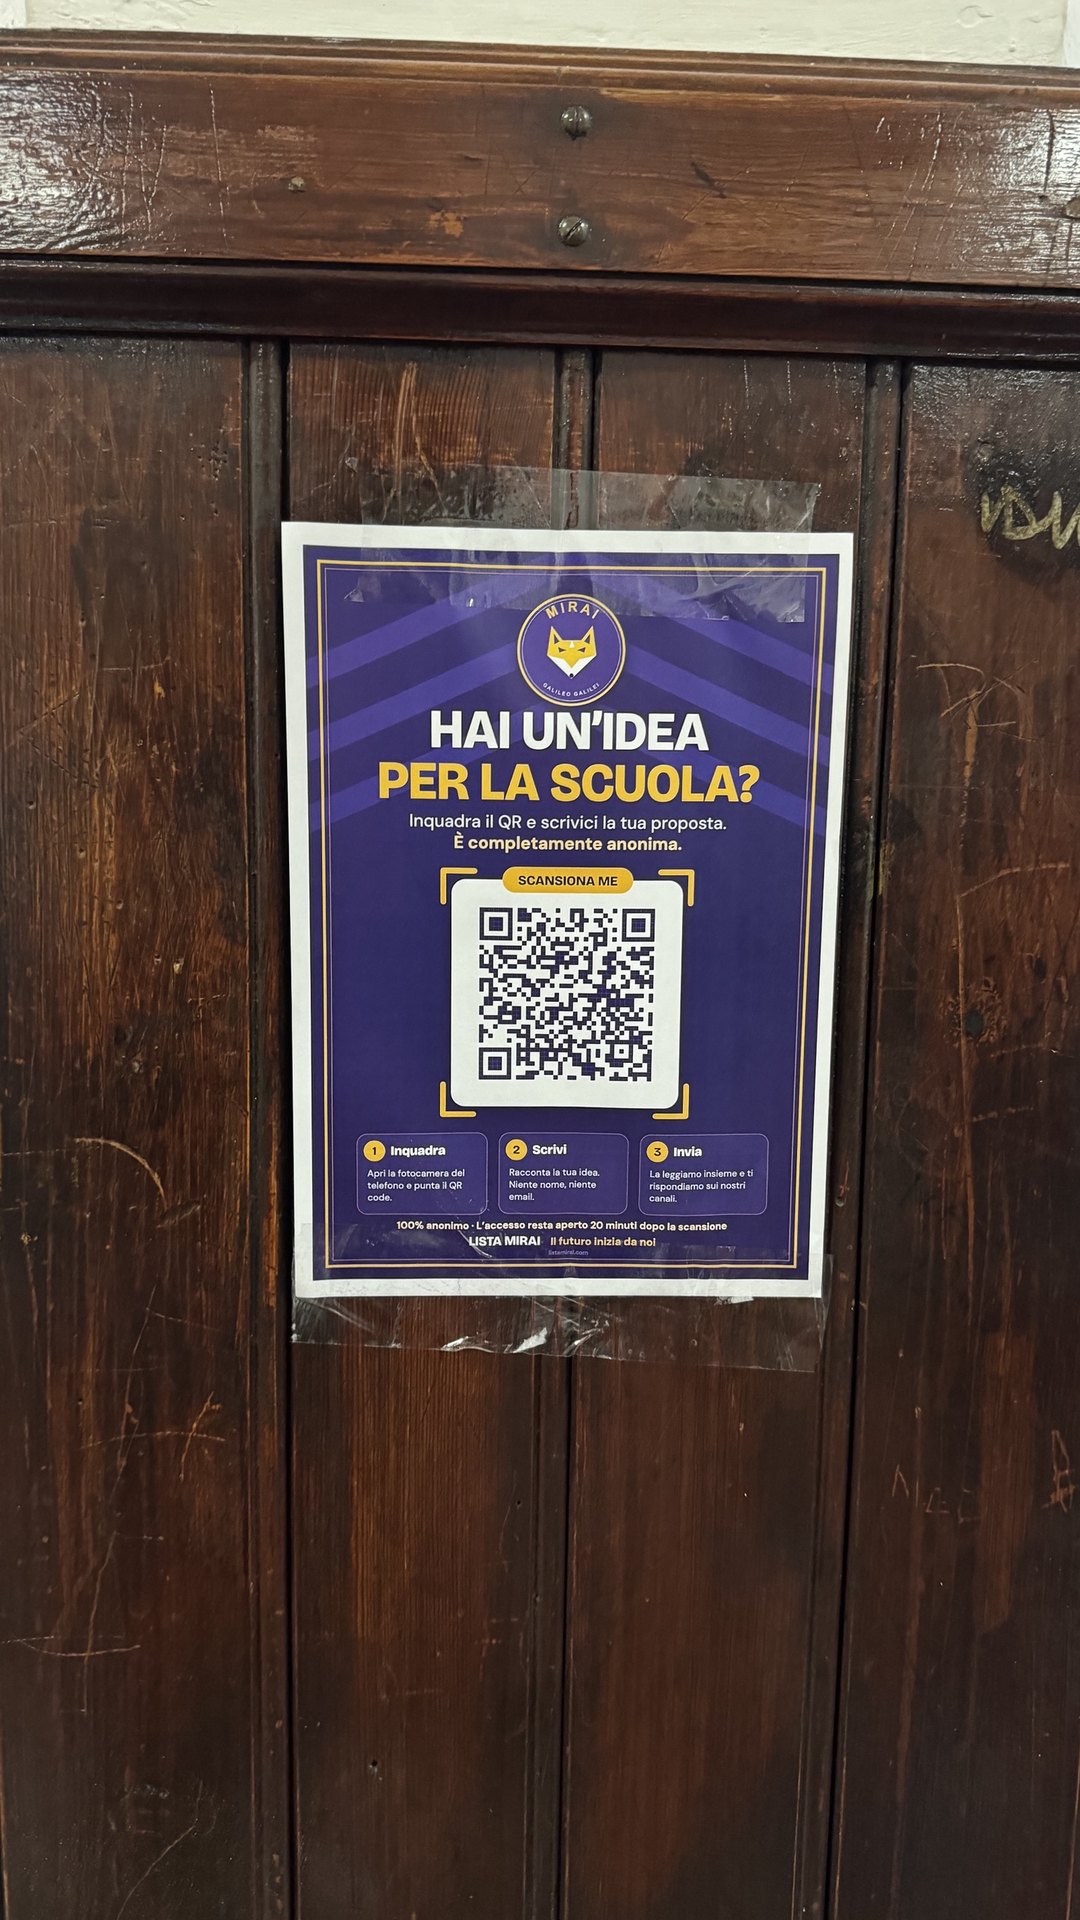 MIRAI
GALILEO GALILEI
HAI UN'IDEA
PER LA SCUOLA?
Inquadra il QR e scrivici la tua proposta.
È completamente anonima.
SCANSIONA ME
1 Inquadra
Apri la fotocamera del
telefono e punta il QR
code.
2 Scrivi
Racconta la tua idea.
Niente nome, niente
email.
3 Invia
La leggiamo insieme e ti
rispondiamo sui nostri
canali.
100% anonimo · L'accesso resta aperto 20 minuti dopo la scansione
LISTA MIRAI Il futuro inizia da noi
listamirai.com